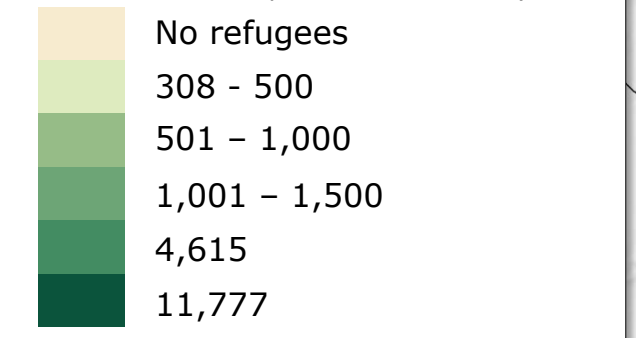 No refugees
308 - 500
501 – 1,000
1,001 – 1,500
4,615
11,777